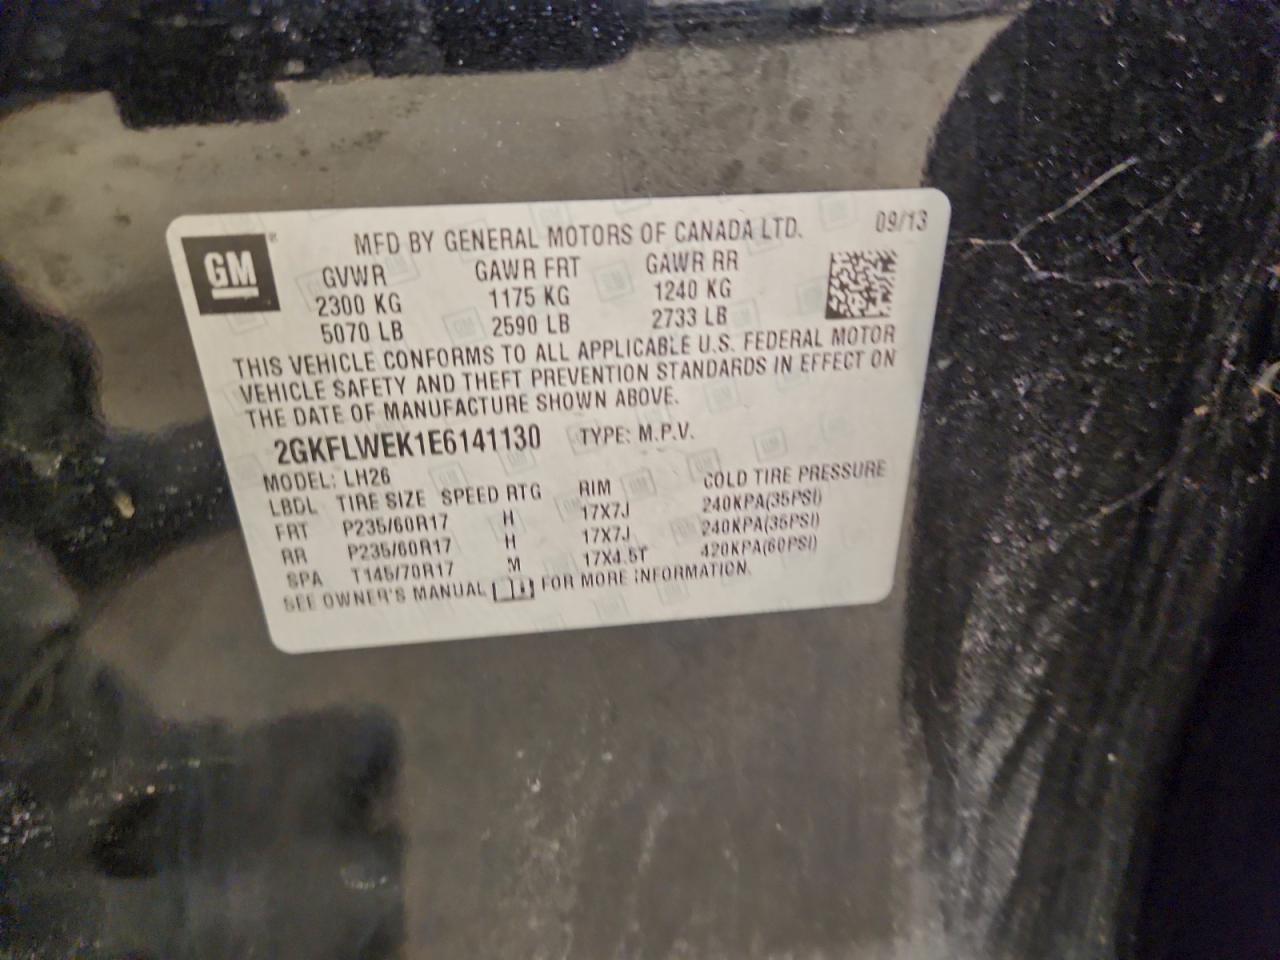 GM
MFD BY GENERAL MOTORS OF CANADA LTD. 09/13
GVWR GAWR FRT GAWR RR
2300 KG 1175 KG 1240 KG
5070 LB 2590 LB 2733 LB
THIS VEHICLE CONFORMS TO ALL APPLICABLE U.S. FEDERAL MOTOR
VEHICLE SAFETY AND THEFT PREVENTION STANDARDS IN EFFECT ON
THE DATE OF MANUFACTURE SHOWN ABOVE.
2GKFLWEK1E6141130 TYPE: M.P.V.
MODEL: LH26
LBDL TIRE SIZE SPEED RTG RIM COLD TIRE PRESSURE
FRT P235/60R17 H 17X7J 240KPA(35PSI)
RR P235/60R17 H 17X7J 240KPA(35PSI)
SPA T145/70R17 M 17X4.5T 420KPA(60PSI)
SEE OWNER'S MANUAL FOR MORE INFORMATION.